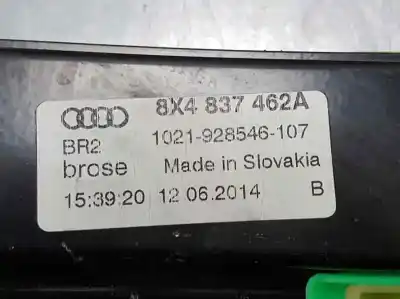 8X4 837 462A
BR2 1021-928546-107
brose Made in Slovakia
15:39:20 12 06.2014 B